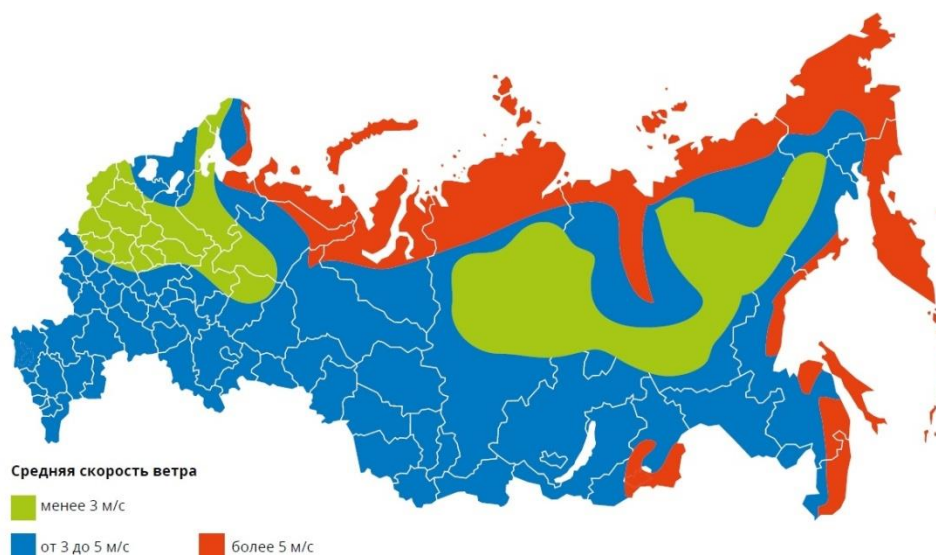 Средняя скорость ветра
менее 3 м/с
от 3 до 5 м/с
более 5 м/с